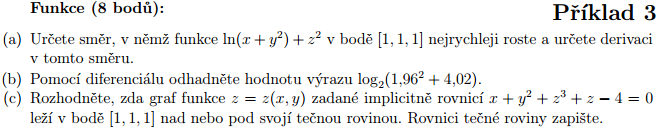 Funkce (8 bodů):
Příklad 3
(a) Určete směr, v němž funkce ln(x + y²) + z² v bodě [1, 1, 1] nejrychleji roste a určete derivaci
v tomto směru.
(b) Pomocí diferenciálu odhadněte hodnotu výrazu log₂(1,96² + 4,02).
(c) Rozhodněte, zda graf funkce z = z(x, y) zadané implicitně rovnicí x + y² + z³ + z − 4 = 0
leží v bodě [1, 1, 1] nad nebo pod svojí tečnou rovinou. Rovnici tečné roviny zapište.